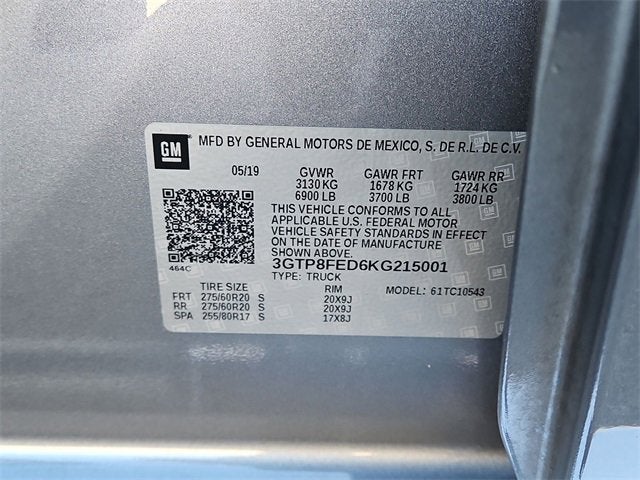 GM MFD BY GENERAL MOTORS DE MEXICO, S. DE R.L. DE C.V.
05/19 GVWR GAWR FRT GAWR RR
3130 KG 1678 KG 1724 KG
6900 LB 3700 LB 3800 LB
THIS VEHICLE CONFORMS TO ALL
APPLICABLE U.S. FEDERAL MOTOR
VEHICLE SAFETY STANDARDS IN EFFECT
ON THE DATE OF MANUFACTURE
464C 3GTP8FED6KG215001
TYPE: TRUCK
TIRE SIZE RIM MODEL: 61TC10543
FRT 275/60R20 S 20X9J
RR 275/60R20 S 20X9J
SPA 255/80R17 S 17X8J